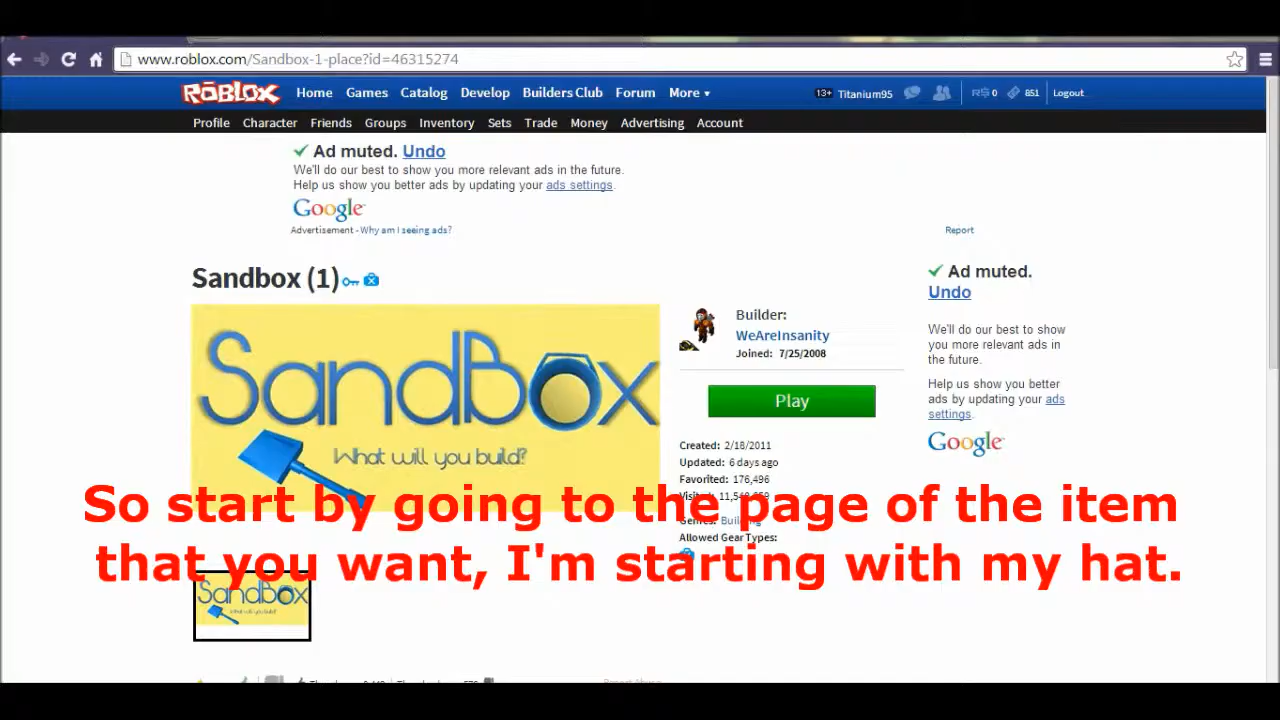 www.roblox.com/Sandbox-1-place?id=46315274
ROBLOX Home Games Catalog Develop Builders Club Forum More 13+ Titanium95 R$ 0 851 Logout
Profile Character Friends Groups Inventory Sets Trade Money Advertising Account
Ad muted. Undo
We'll do our best to show you more relevant ads in the future.
Help us show you better ads by updating your ads settings.
Google
Advertisement - Why am I seeing ads?
Report
Sandbox (1)
SandBox
What will you build?
Builder:
WeAreInsanity
Joined: 7/25/2008
Play
Created: 2/18/2011
Updated: 6 days ago
Favorited: 176,496
Genres: Building
Allowed Gear Types:
Ad muted.
Undo
We'll do our best to show
you more relevant ads in
the future.
Help us show you better
ads by updating your ads
settings.
Google
So start by going to the page of the item
that you want, I'm starting with my hat.
SandBox
What will you build?